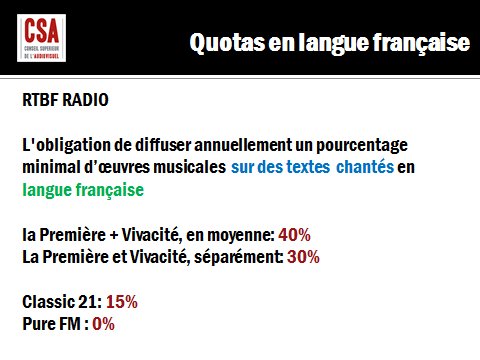 CSA
CONSEIL SUPERIEUR
DE L'AUDIOVISUEL
Quotas en langue française
RTBF RADIO
L'obligation de diffuser annuellement un pourcentage
minimal d'œuvres musicales sur des textes chantés en
langue française
la Première + Vivacité, en moyenne: 40%
La Première et Vivacité, séparément: 30%
Classic 21: 15%
Pure FM : 0%